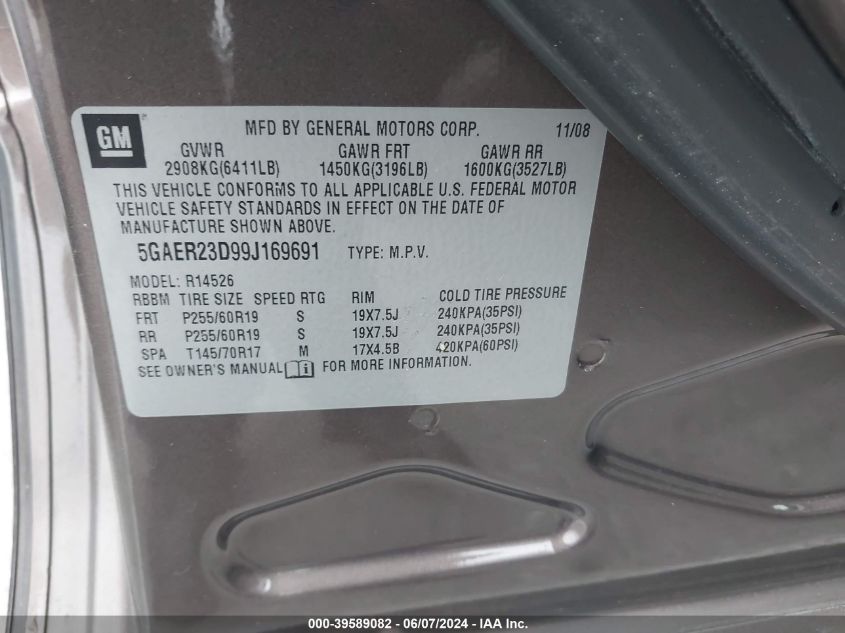 GM
MFD BY GENERAL MOTORS CORP. 11/08
GVWR GAWR FRT GAWR RR
2908KG(6411LB) 1450KG(3196LB) 1600KG(3527LB)
THIS VEHICLE CONFORMS TO ALL APPLICABLE U.S. FEDERAL MOTOR
VEHICLE SAFETY STANDARDS IN EFFECT ON THE DATE OF
MANUFACTURE SHOWN ABOVE.
5GAER23D99J169691 TYPE: M.P.V.
MODEL: R14526
RBBM TIRE SIZE SPEED RTG RIM COLD TIRE PRESSURE
FRT P255/60R19 S 19X7.5J 240KPA(35PSI)
RR P255/60R19 S 19X7.5J 240KPA(35PSI)
SPA T145/70R17 M 17X4.5B 420KPA(60PSI)
SEE OWNER'S MANUAL FOR MORE INFORMATION.
000-39589082 / 06/07/2024 - IAA Inc.